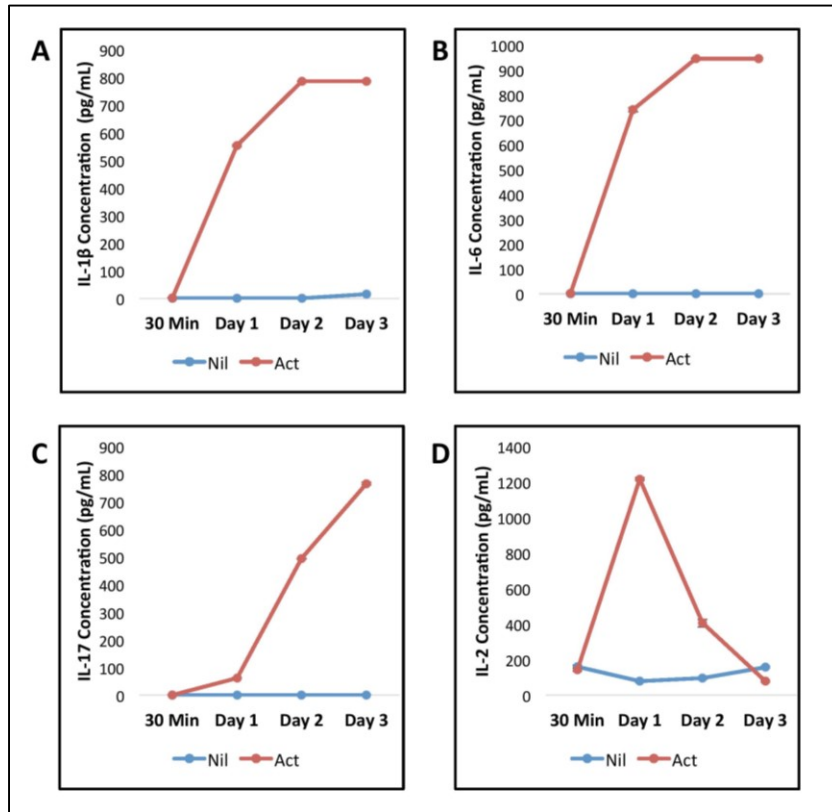 A
IL-1β Concentration (pg/mL)
900
800
700
600
500
400
300
200
100
0
30 Min Day 1 Day 2 Day 3
Nil Act
B
IL-6 Concentration (pg/mL)
1000
900
800
700
600
500
400
300
200
100
0
30 Min Day 1 Day 2 Day 3
Nil Act
C
IL-17 Concentration (pg/mL)
900
800
700
600
500
400
300
200
100
0
30 Min Day 1 Day 2 Day 3
Nil Act
D
IL-2 Concentration (pg/mL)
1400
1200
1000
800
600
400
200
0
30 Min Day 1 Day 2 Day 3
Nil Act